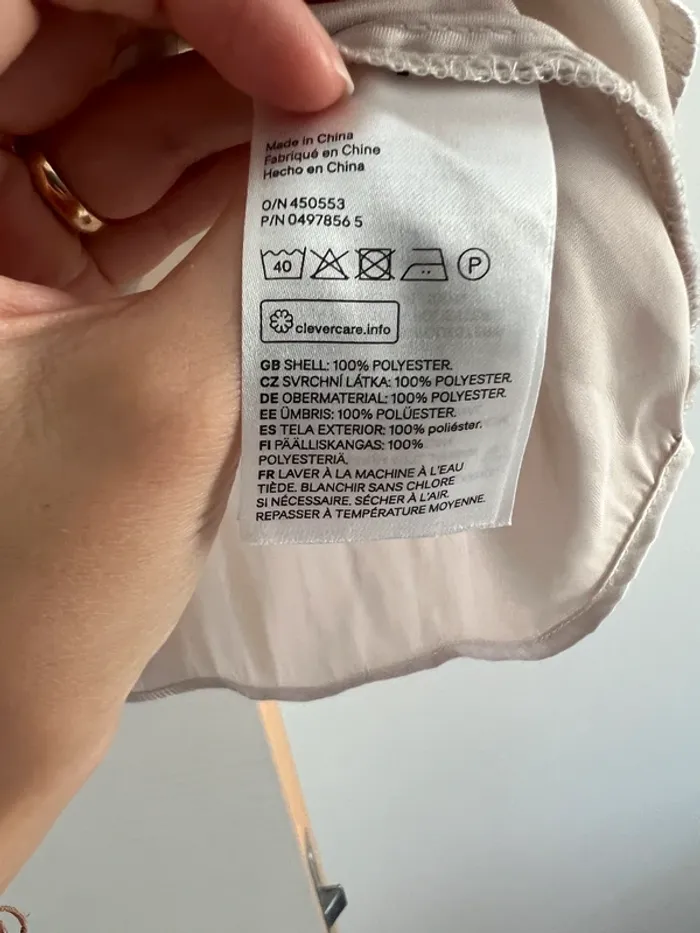 Made in China
Fabriqué en Chine
Hecho en China
O/N 450553
P/N 0497856 5
40
P
clevercare.info
GB SHELL: 100% POLYESTER.
CZ SVRCHNÍ LÁTKA: 100% POLYESTER.
DE OBERMATERIAL: 100% POLYESTER.
EE ÜMBRIS: 100% POLÜESTER.
ES TELA EXTERIOR: 100% poliéster.
FI PÄÄLLISKANGAS: 100%
POLYESTERIÄ.
FR LAVER À LA MACHINE À L'EAU
TIÈDE. BLANCHIR SANS CHLORE
SI NÉCESSAIRE. SÉCHER À L'AIR.
REPASSER À TEMPÉRATURE MOYENNE.